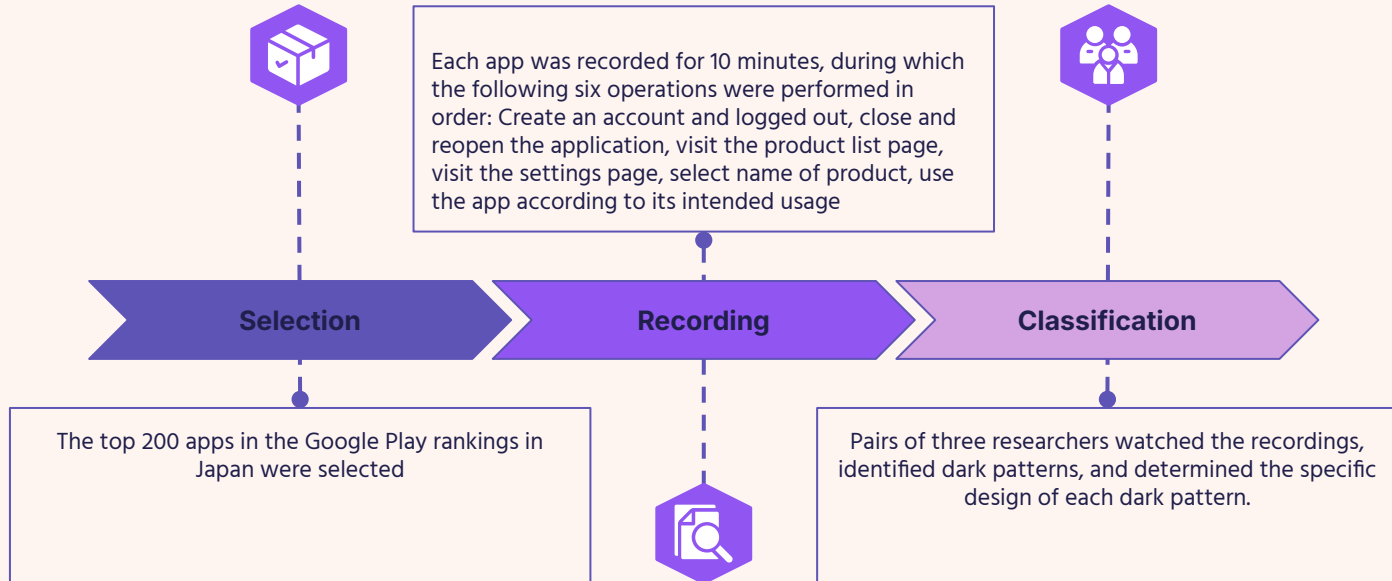 Each app was recorded for 10 minutes, during which
the following six operations were performed in
order: Create an account and logged out, close and
reopen the application, visit the product list page,
visit the settings page, select name of product, use
the app according to its intended usage
Selection
Recording
Classification
The top 200 apps in the Google Play rankings in
Japan were selected
Pairs of three researchers watched the recordings,
identified dark patterns, and determined the specific
design of each dark pattern.